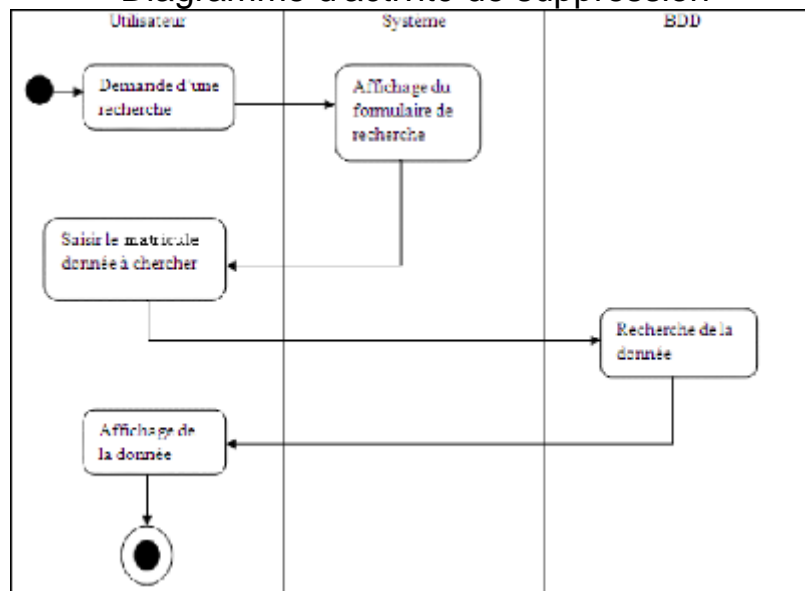 Diagramme d'activité de suppression
Utilisateur
Système
BDD
Demande d'une
recherche
Affichage du
formulaire de
recherche
Saisir le matricule
donnée à chercher
Recherche de la
donnée
Affichage de
la donnée